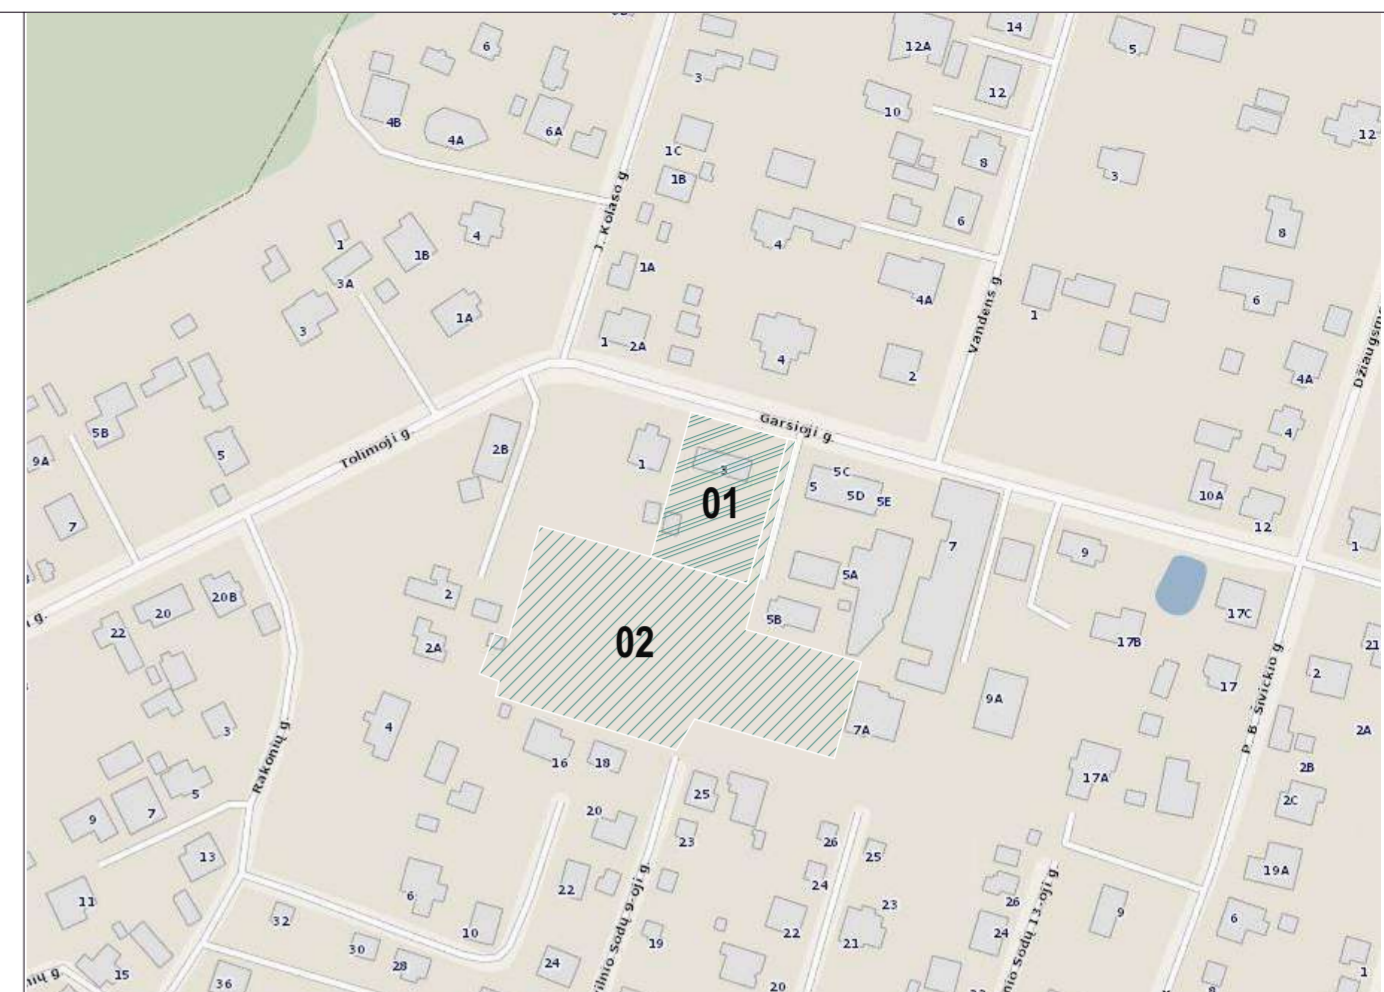 14
12A
5
6
3
12
4B
10
12
4A
6A
1C
8
1B
3
6
J. Kolaso g.
4
1
1B
4
8
3A
1A
4A
6
3
1A
1
Vandens g.
1
2A
4
2
4A
Garsioji g.
4
5B
Tolimoji g.
2B
9A
5
1
3
5C
5
5D
5E
10A
01
12
7
7
9
1
5A
2
20B
20
5B
17C
22
02
17B
2A
21
2
17
9A
P. B. Sivickio g.
4
3
7A
2A
Rakonių g.
16
18
2B
17A
5
25
2C
9
7
20
23
26
13
25
19A
24
22
6
11
23
26
9
32
10
6
19
22
21
24
30
28
24
15
36
20
1